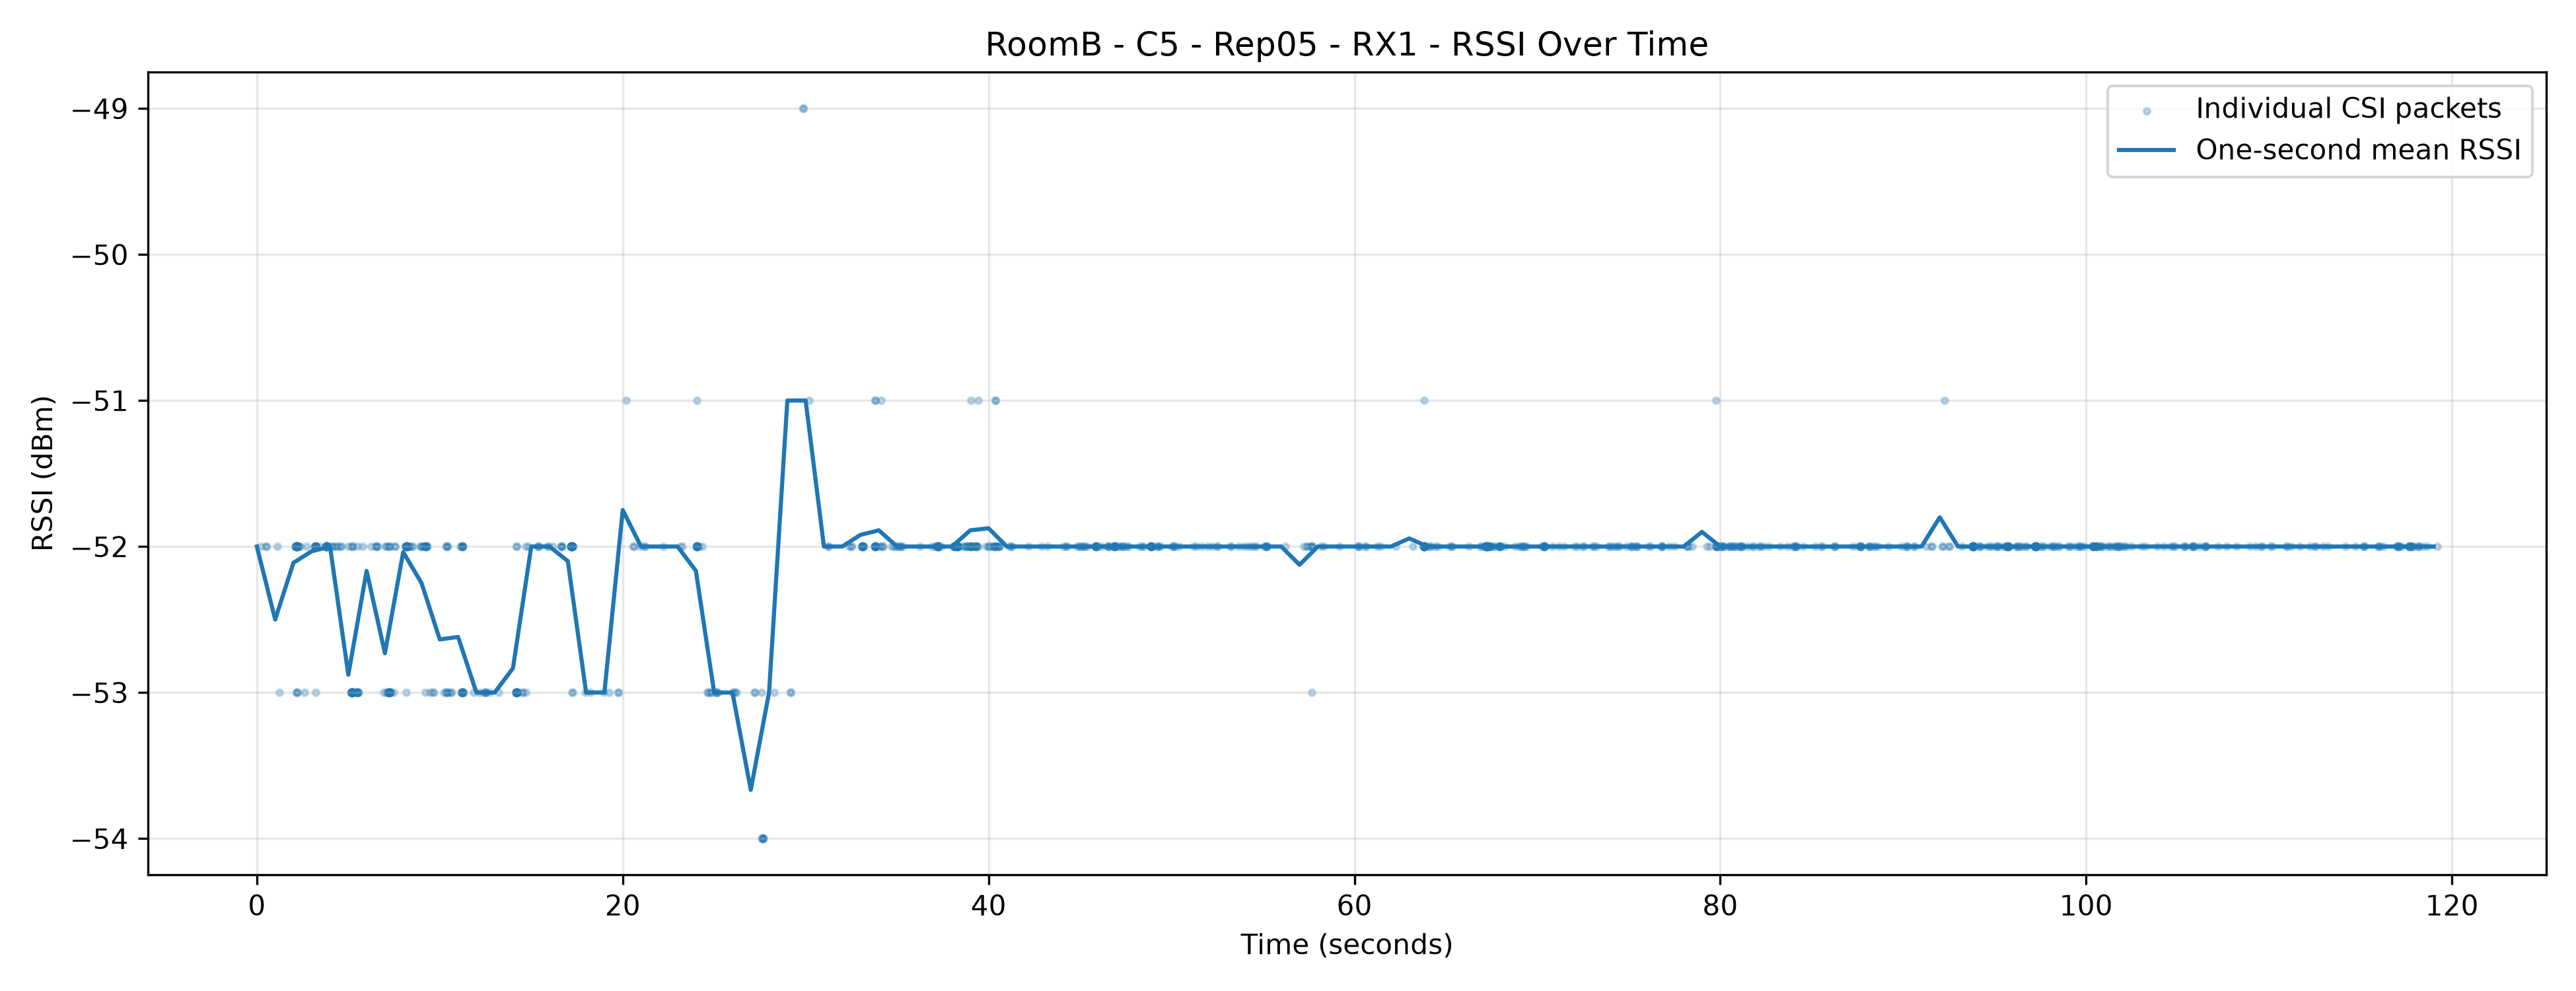 RoomB - C5 - Rep05 - RX1 - RSSI Over Time
Individual CSI packets
One-second mean RSSI
RSSI (dBm)
−49
−50
−51
−52
−53
−54
0 20 40 60 80 100 120
Time (seconds)